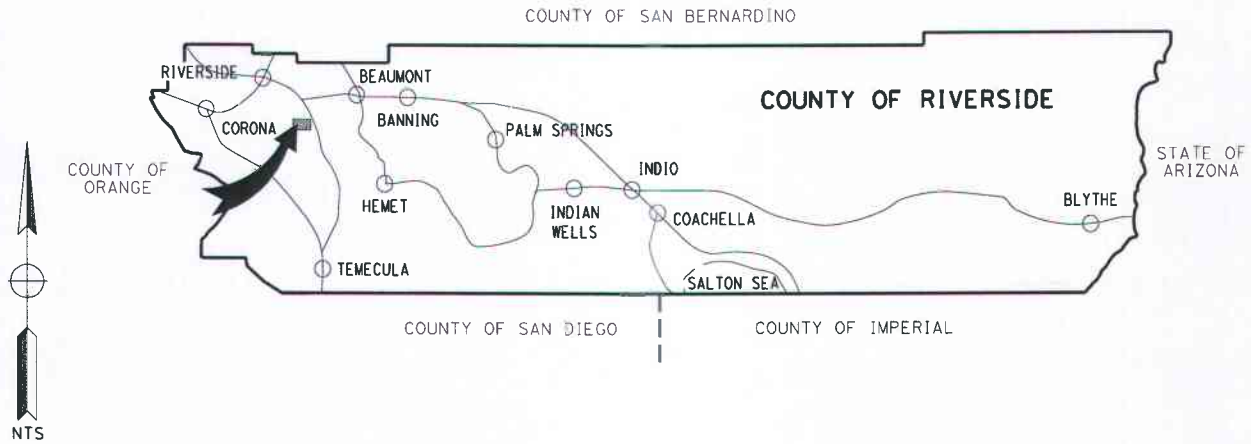 COUNTY OF SAN BERNARDINO
RIVERSIDE
BEAUMONT
COUNTY OF RIVERSIDE
CORONA
BANNING
PALM SPRINGS
COUNTY OF
ORANGE
STATE OF
ARIZONA
INDIO
HEMET
INDIAN
WELLS
COACHELLA
BLYTHE
TEMECULA
SALTON SEA
COUNTY OF SAN DIEGO
COUNTY OF IMPERIAL
NTS